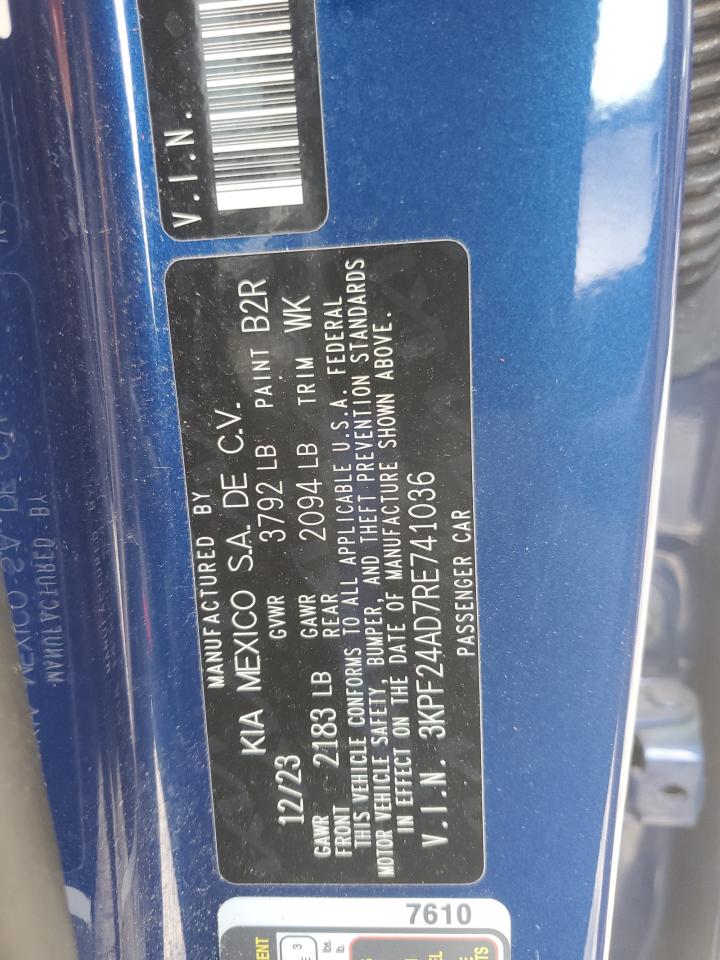 V.I.N.
MANUFACTURED BY
KIA MEXICO S.A. DE C.V.
12/23 GVWR 3792 LB PAINT B2R
GAWR FRONT 2183 LB GAWR REAR 2094 LB TRIM WK
THIS VEHICLE CONFORMS TO ALL APPLICABLE U.S.A. FEDERAL
MOTOR VEHICLE SAFETY, BUMPER, AND THEFT PREVENTION STANDARDS
IN EFFECT ON THE DATE OF MANUFACTURE SHOWN ABOVE.
V.I.N. 3KPF24AD7RE741036
PASSENGER CAR
7610